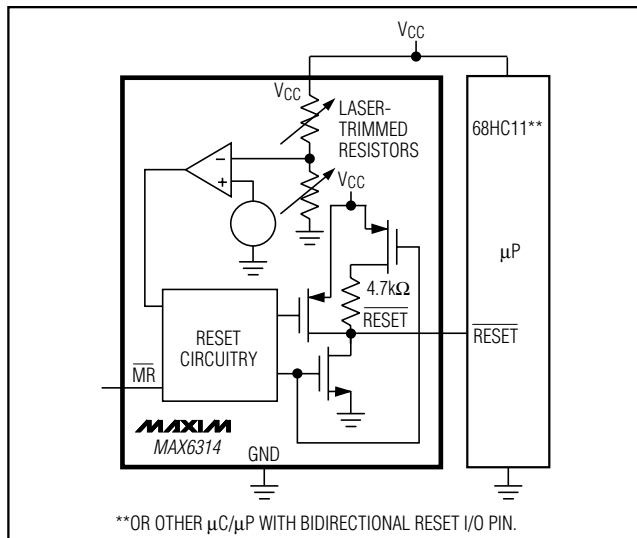 VCC
VCC
LASER-
TRIMMED
RESISTORS
68HC11**
−
+
VCC
µP
4.7kΩ
RESET
RESET
RESET
CIRCUITRY
MR
MAXIM
MAX6314
GND
**OR OTHER µC/µP WITH BIDIRECTIONAL RESET I/O PIN.